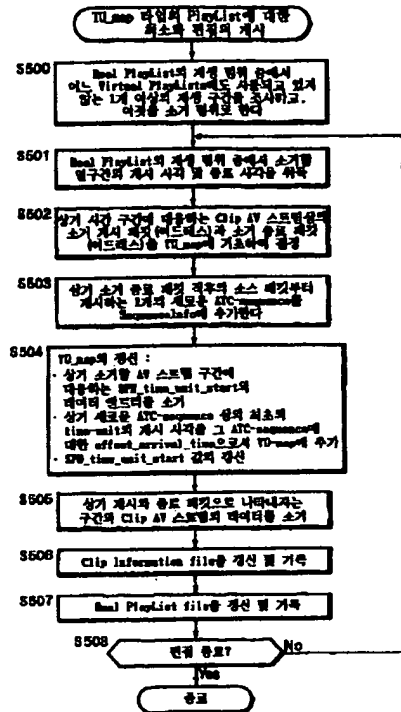 TU_map 타입의 PlayList에 대한
최소화 편집의 개시
S500
Real PlayList의 재생 범위 중에서
어느 Virtual PlayLists에도 사용되고 있지
않는 1개 이상의 재생 구간을 조사하고,
이것을 소거 범위로 한다
S501
Real PlayList의 재생 범위 중에서 소거할
일구간의 개시 시각 및 종료 시각을 취득
S502
상기 시간 구간에 대응하는 Clip AV 스트림상의
소거 개시 패킷(어드레스)과 소거 종료 패킷
(어드레스)을 TU_map에 기초하여 결정
S503
상기 소거 종료 패킷 직후의 소스 패킷부터
개시하는 1개의 새로운 ATC-sequence를
SequenceInfo에 추가한다
S504
TU_map의 갱신 :
· 상기 소거할 AV 스트림 구간에
대응하는 SPN_time_unit_start의
데이터 엔트리를 소거
· 상기 새로운 ATC-sequence 상의 최초의
time-unit의 개시 시각을 그 ATC-sequence에
대한 offset_arrival_time으로서 TU-map에 추가
· SPN_time_unit_start 값의 갱신
S505
상기 개시와 종료 패킷으로 나타내지는
구간의 Clip AV 스트림의 데이터를 소거
S506
Clip Information file을 갱신 및 기록
S507
Real PlayList file을 갱신 및 기록
S508
편집 종료?
No
Yes
종료